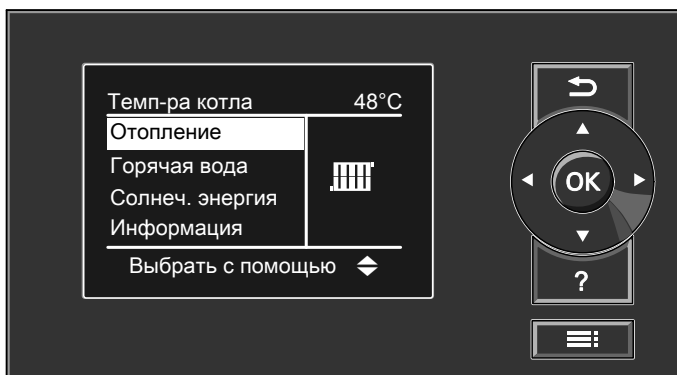 Темп-ра котла 48°C
Отопление
Горячая вода
Солнеч. энергия
Информация
Выбрать с помощью
OK
?